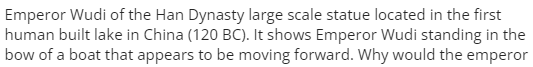 Emperor Wudi of the Han Dynasty large scale statue located in the first
human built lake in China (120 BC). It shows Emperor Wudi standing in the
bow of a boat that appears to be moving forward. Why would the emperor